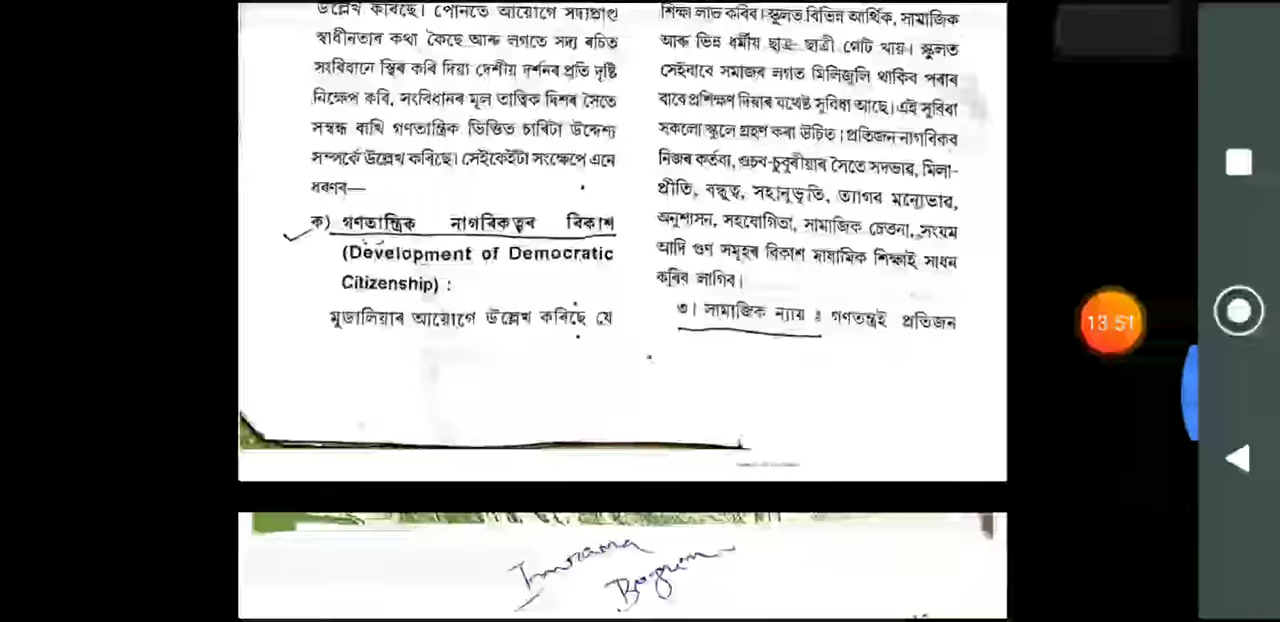 উল্লেখ কৰিছে। পোনতে আয়োগে সদ্যপ্ৰাপ্ত
স্বাধীনতাৰ কথা কৈছে আৰু লগতে সদ্য ৰচিত
সংবিধানে স্থিৰ কৰি দিয়া দেশীয় দৰ্শনৰ প্ৰতি দৃষ্টি
নিক্ষেপ কৰি, সংবিধানৰ মূল তাত্ত্বিক দিশৰ সৈতে
সম্বন্ধ ৰাখি গণতান্ত্ৰিক ভিত্তিত চাৰিটা উদ্দেশ্য
সম্পৰ্কে উল্লেখ কৰিছে। সেইকেইটা সংক্ষেপে এনে
ধৰণৰ—
ক) গণতান্ত্ৰিক নাগৰিকত্বৰ বিকাশ
(Development of Democratic
Citizenship) :
মুডালিয়াৰ আয়োগে উল্লেখ কৰিছে যে
শিক্ষা লাভ কৰিব। স্কুলত বিভিন্ন আৰ্থিক, সামাজিক
আৰু ভিন্ন ধৰ্মীয় ছাত্ৰ-ছাত্ৰী গোট খায়। স্কুলত
সেইবাবে সমাজৰ লগত মিলিজুলি থাকিব পৰাৰ
বাবে প্ৰশিক্ষণ দিয়াৰ যথেষ্ট সুবিধা আছে। এই সুবিধা
সকলো স্কুলে গ্ৰহণ কৰা উচিত। প্ৰতিজন নাগৰিকৰ
নিজৰ কৰ্তব্য, ওচৰ-চুবুৰীয়াৰ সৈতে সদভাৱ, মিলা-
প্ৰীতি, বন্ধুত্ব, সহানুভূতি, ত্যাগৰ মনোভাৱ,
অনুশাসন, সহযোগিতা, সামাজিক চেতনা, সংযম
আদি গুণ সমূহৰ বিকাশ মাধ্যমিক শিক্ষাই সাধন
কৰিব লাগিব।
৩। সামাজিক ন্যায় ঃ গণতন্ত্ৰই প্ৰতিজন
13:51
Imrana
Begum